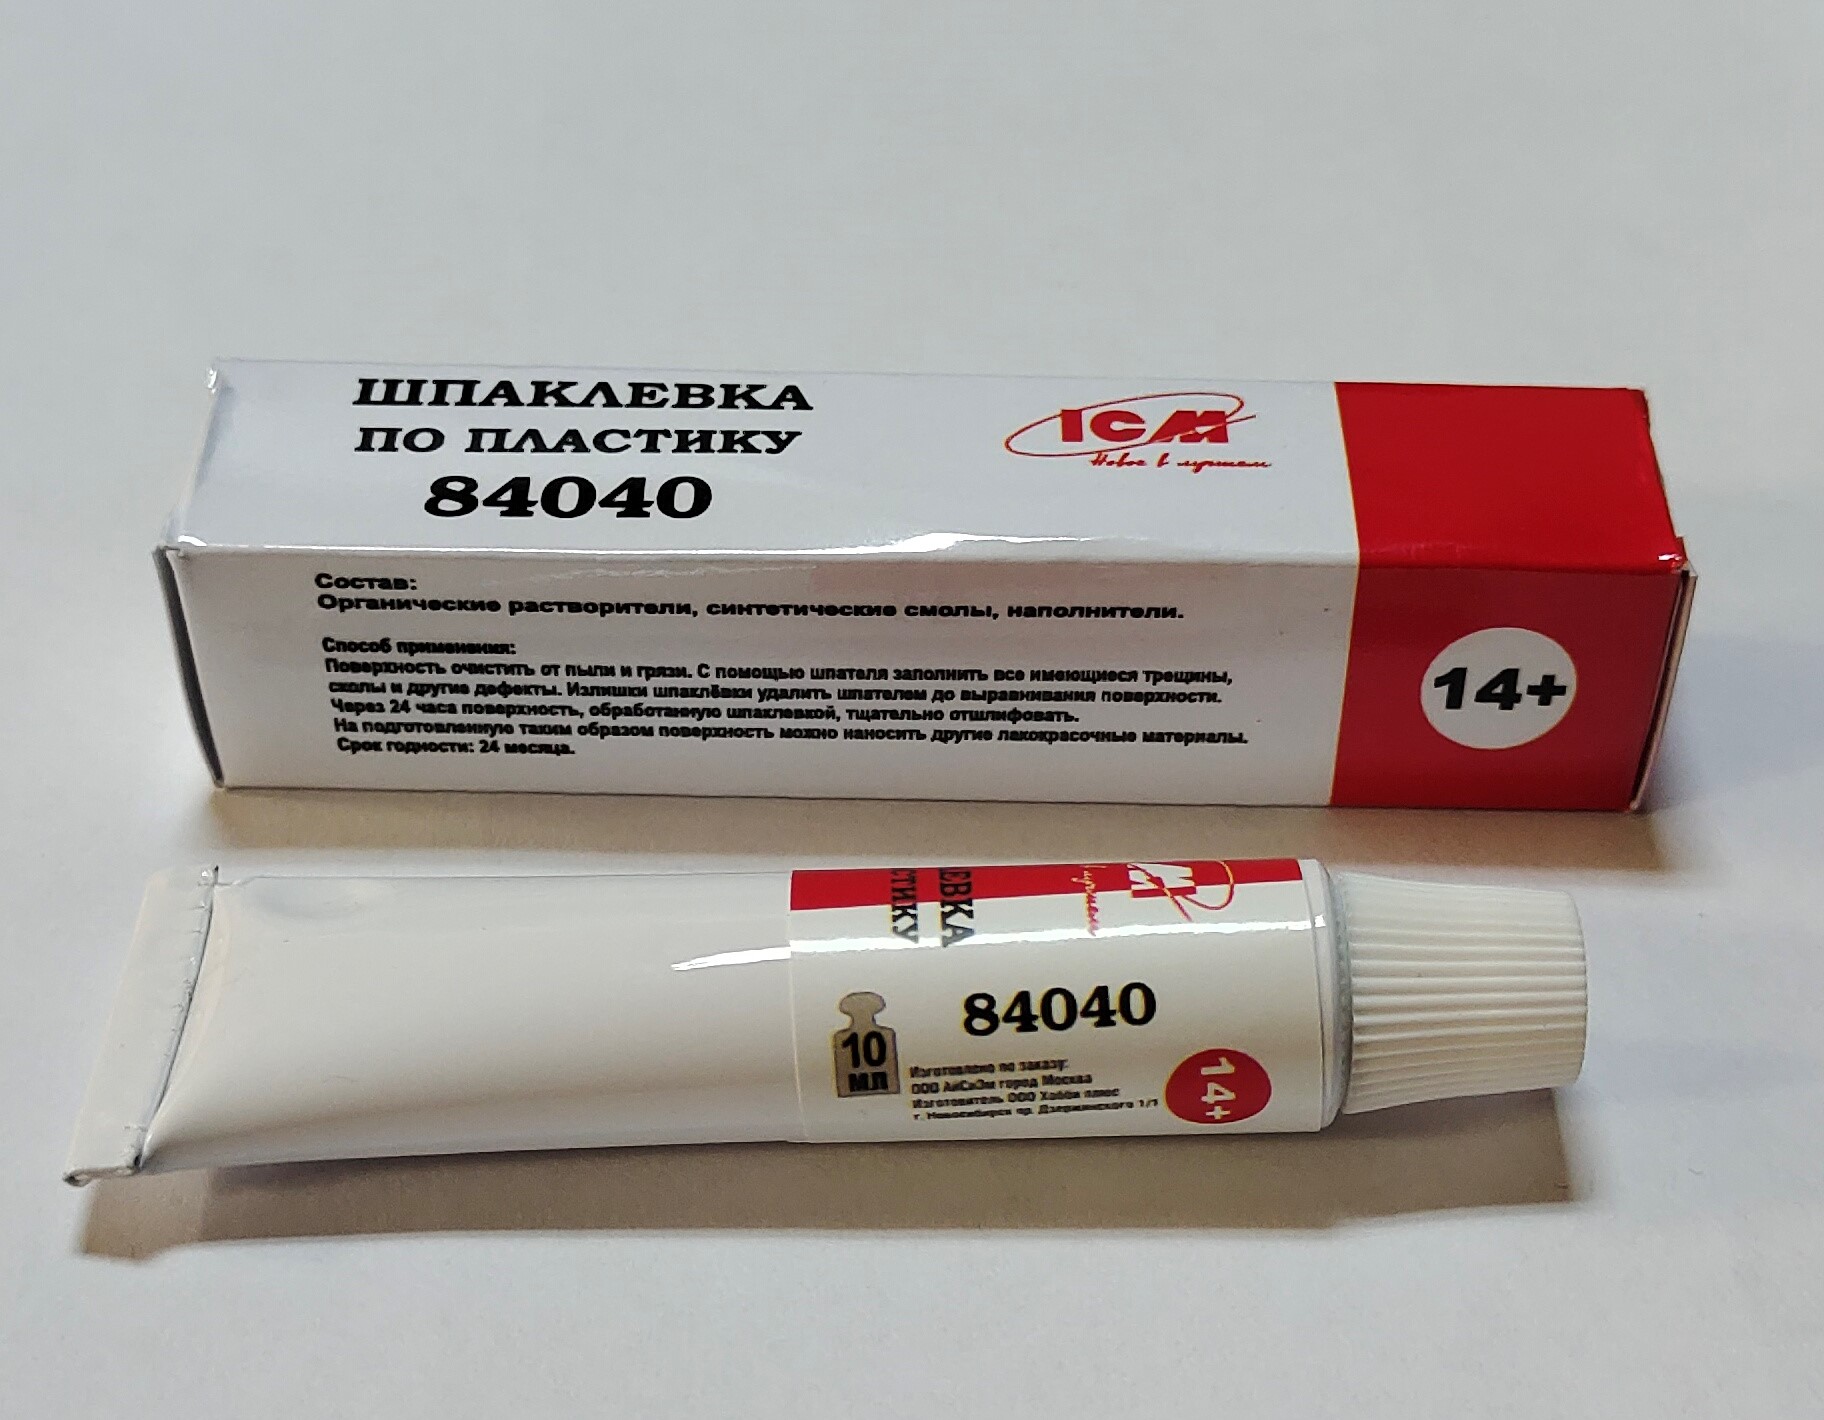 ШПАКЛЕВКА
ПО ПЛАСТИКУ
84040
ICM
Новое в лучшем
Состав:
Органические растворители, синтетические смолы, наполнители.
Способ применения:
Поверхность очистить от пыли и грязи. С помощью шпателя заполнить все имеющиеся трещины,
сколы и другие дефекты. Излишки шпаклёвки удалить шпателем до выравнивания поверхности.
Через 24 часа поверхность, обработанную шпаклевкой, тщательно отшлифовать.
На подготовленную таким образом поверхность можно наносить другие лакокрасочные материалы.
Срок годности: 24 месяца.
14+
ЕВКА
СТИКУ
М
лучшем
84040
10
МЛ
Изготовлено по заказу:
ООО АйСиЭм город Москва
Изготовитель ООО Хобби плюс
г. Новосибирск пр. Дзержинского 1/1
14+